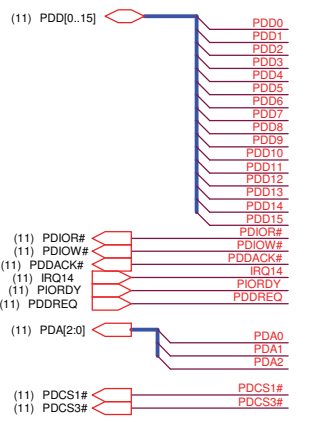 (11) PDD[0..15]
PDD0
PDD1
PDD2
PDD3
PDD4
PDD5
PDD6
PDD7
PDD8
PDD9
PDD10
PDD11
PDD12
PDD13
PDD14
PDD15
(11) PDIOR# PDIOR#
(11) PDIOW# PDIOW#
(11) PDDACK# PDDACK#
(11) IRQ14 IRQ14
(11) PIORDY PIORDY
(11) PDDREQ PDDREQ
(11) PDA[2:0]
PDA0
PDA1
PDA2
(11) PDCS1# PDCS1#
(11) PDCS3# PDCS3#